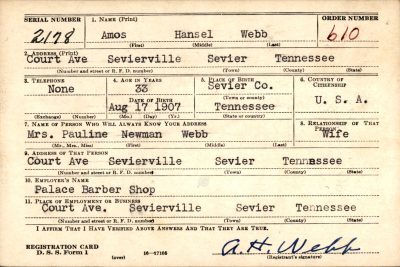 SERIAL NUMBER 1. NAME (Print) ORDER NUMBER
2178 Amos Hansel Webb 610
(First) (Middle) (Last)
2. ADDRESS (Print)
Court Ave Sevierville Sevier Tennessee
(Number and street or R. F. D. number) (Town) (County) (State)
3. TELEPHONE 4. AGE IN YEARS 5. PLACE OF BIRTH 6. COUNTRY OF CITIZENSHIP
None 33 Sevier Co.
(Town or county)
DATE OF BIRTH
Aug 17 1907 Tennessee U. S. A.
(Exchange) (Number) (Mo.) (Day) (Yr.) (State or country)
7. NAME OF PERSON WHO WILL ALWAYS KNOW YOUR ADDRESS 8. RELATIONSHIP OF THAT PERSON
Mrs. Pauline Newman Webb Wife
(Mr., Mrs., Miss) (First) (Middle) (Last)
9. ADDRESS OF THAT PERSON
Court Ave Sevierville Sevier Tennessee
(Number and street or R. F. D. number) (Town) (County) (State)
10. EMPLOYER'S NAME
Palace Barber Shop
11. PLACE OF EMPLOYMENT OR BUSINESS
Court Ave. Sevierville Sevier Tennessee
(Number and street or R. F. D. number) (Town) (County) (State)
I AFFIRM THAT I HAVE VERIFIED ABOVE ANSWERS AND THAT THEY ARE TRUE.
REGISTRATION CARD
D. S. S. Form 1 (over) 16—17105 A. H. Webb
(Registrant's signature)